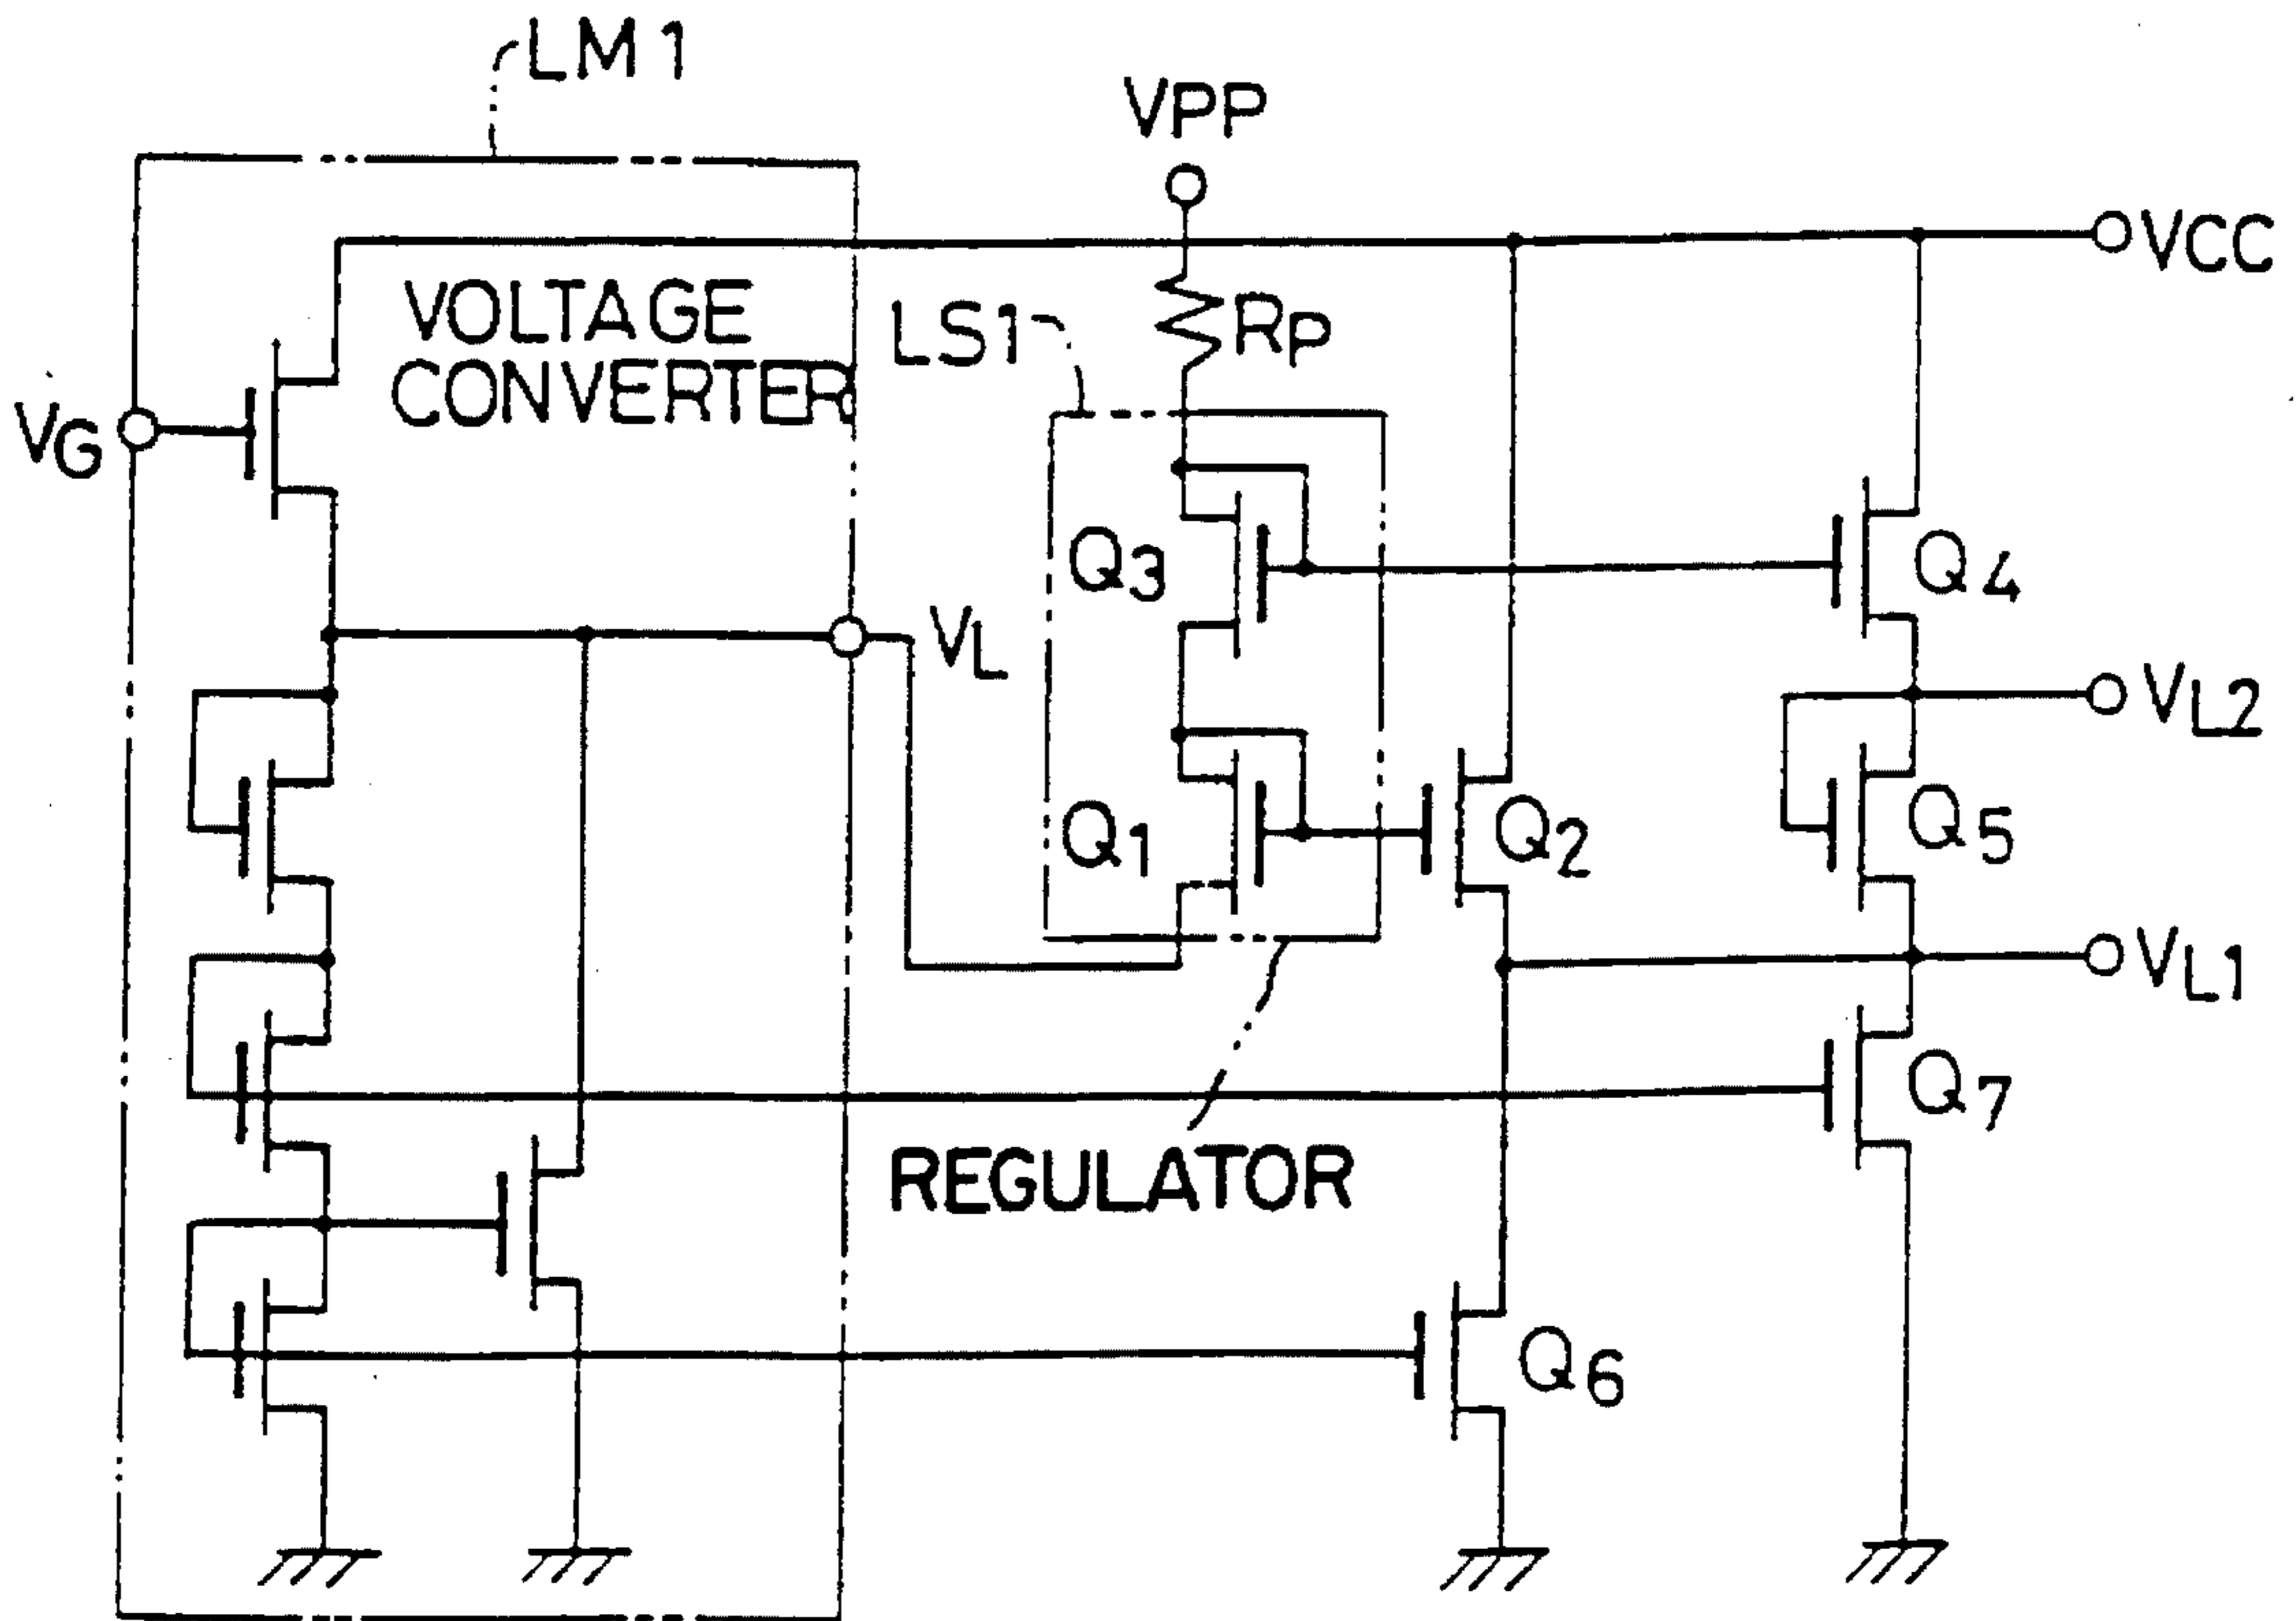 LM1
VPP
VCC
VOLTAGE
CONVERTER
LS1
RP
VG
Q3
Q4
VL
VL2
Q1
Q2
Q5
VL1
Q7
REGULATOR
Q6